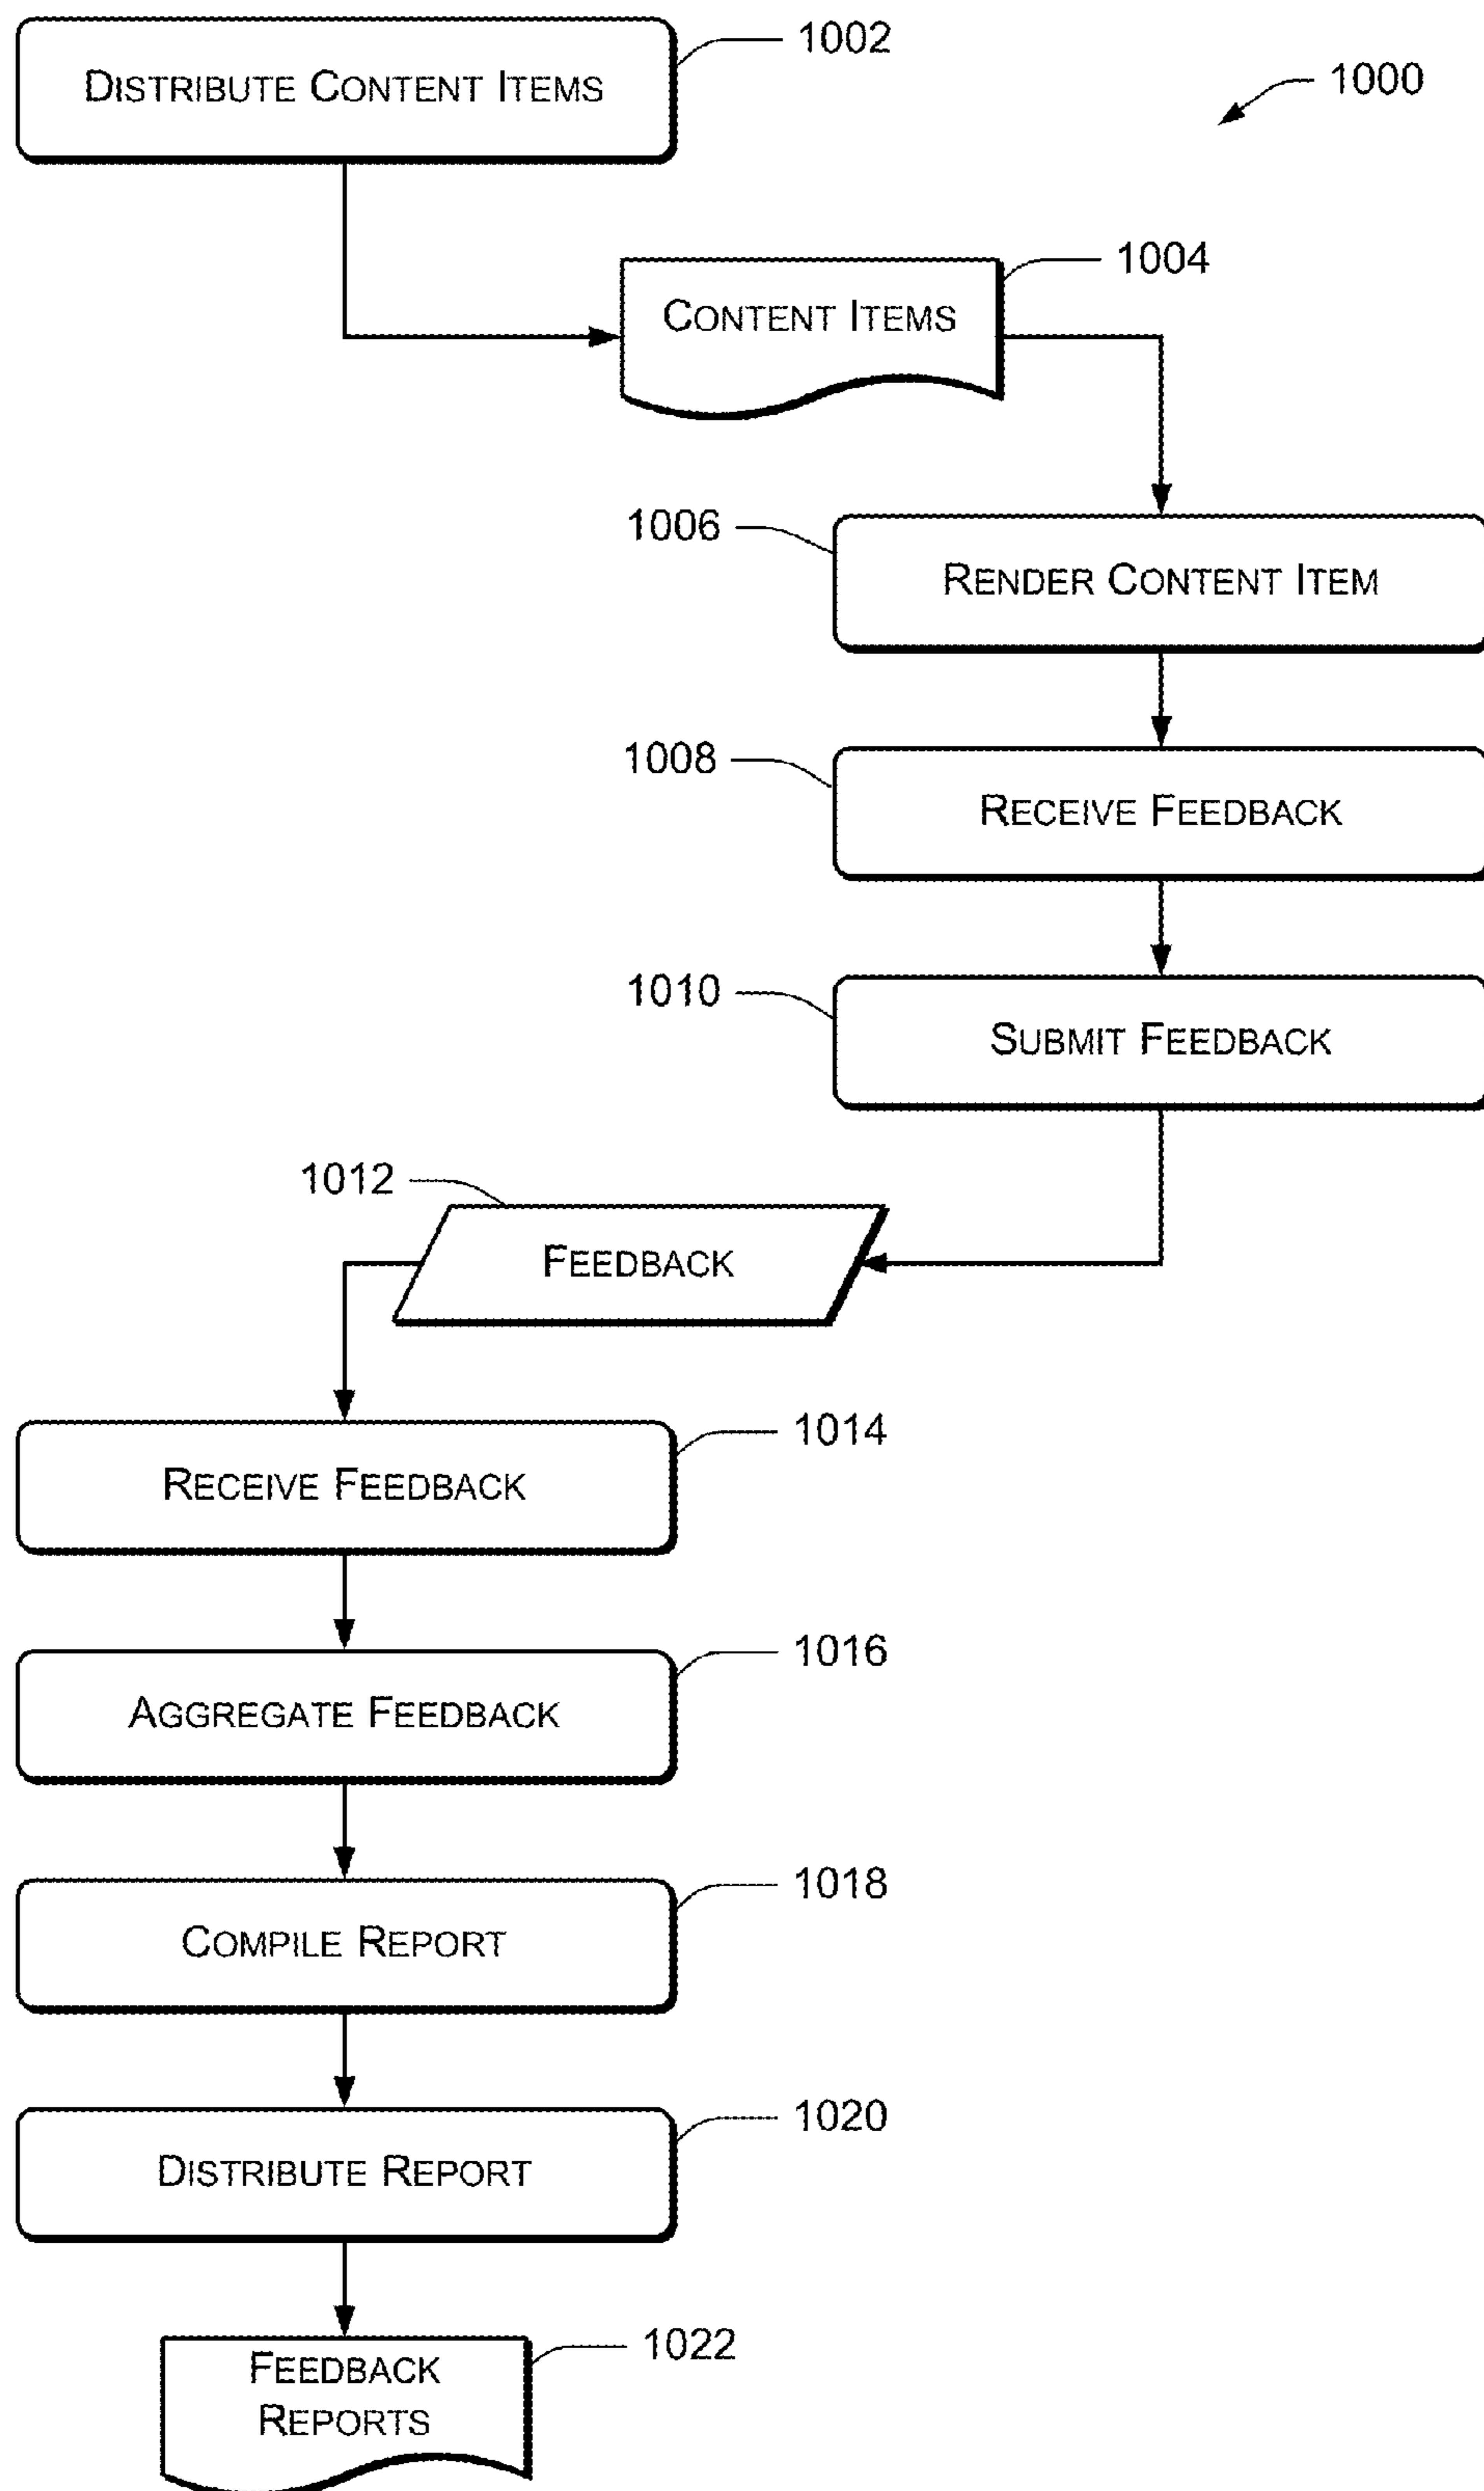 1002
DISTRIBUTE CONTENT ITEMS
1000
1004
CONTENT ITEMS
1006
RENDER CONTENT ITEM
1008
RECEIVE FEEDBACK
1010
SUBMIT FEEDBACK
1012
FEEDBACK
1014
RECEIVE FEEDBACK
1016
AGGREGATE FEEDBACK
1018
COMPILE REPORT
1020
DISTRIBUTE REPORT
1022
FEEDBACK
REPORTS